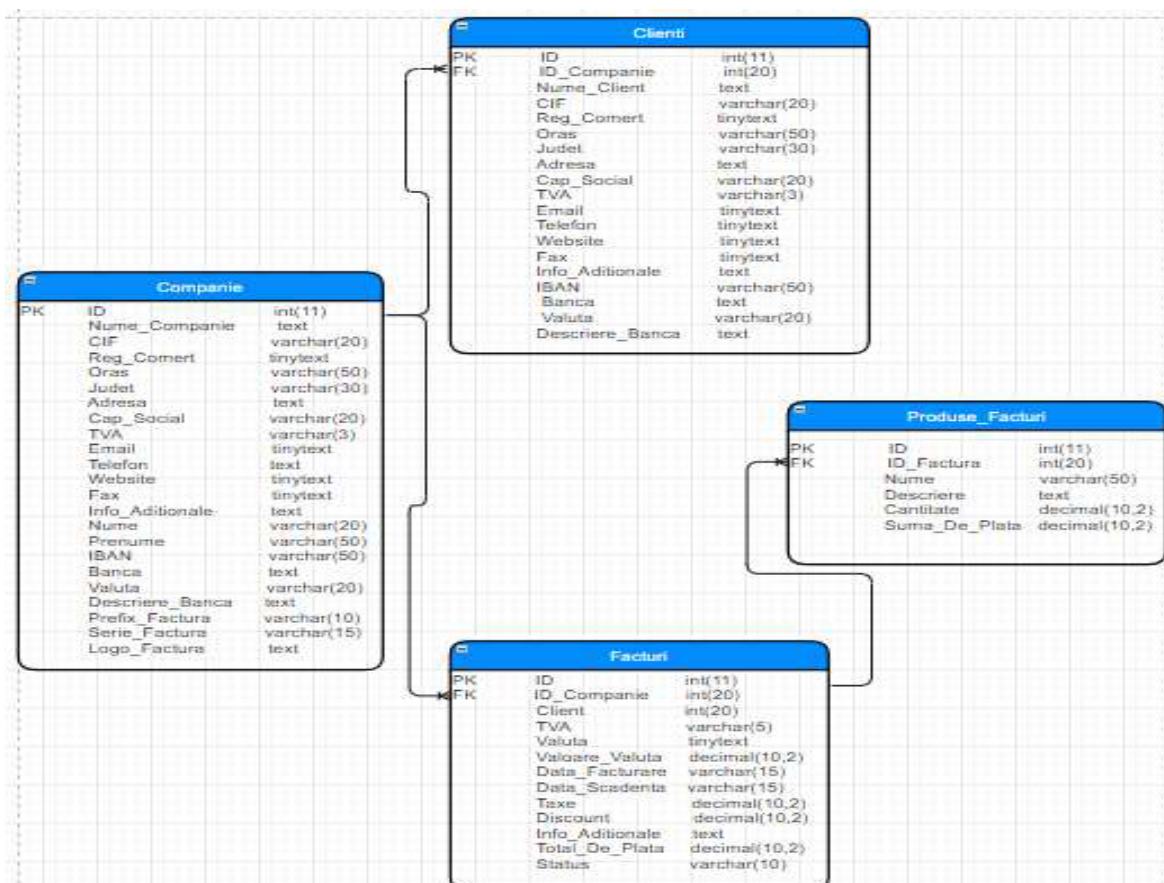 Clienti
PK ID int(11)
FK ID_Companie int(20)
Nume_Client text
CIF varchar(20)
Reg_Comert tinytext
Oras varchar(50)
Judet varchar(30)
Adresa text
Cap_Social varchar(20)
TVA varchar(3)
Email tinytext
Telefon tinytext
Website tinytext
Fax tinytext
Info_Aditionale text
IBAN varchar(50)
Banca text
Valuta varchar(20)
Descriere_Banca text
Companie
PK ID int(11)
Nume_Companie text
CIF varchar(20)
Reg_Comert tinytext
Oras varchar(50)
Judet varchar(30)
Adresa text
Cap_Social varchar(20)
TVA varchar(3)
Email tinytext
Telefon text
Website tinytext
Fax tinytext
Info_Aditionale text
Nume varchar(20)
Prenume varchar(50)
IBAN varchar(50)
Banca text
Valuta varchar(20)
Descriere_Banca text
Prefix_Factura varchar(10)
Serie_Factura varchar(15)
Logo_Factura text
Produse_Facturi
PK ID int(11)
FK ID_Factura int(20)
Nume varchar(50)
Descriere text
Cantitate decimal(10,2)
Suma_De_Plata decimal(10,2)
Facturi
PK ID int(11)
FK ID_Companie int(20)
Client int(20)
TVA varchar(5)
Valuta tinytext
Valoare_Valuta decimal(10,2)
Data_Facturare varchar(15)
Data_Scadenta varchar(15)
Taxe decimal(10,2)
Discount decimal(10,2)
Info_Aditionale text
Total_De_Plata decimal(10,2)
Status varchar(10)